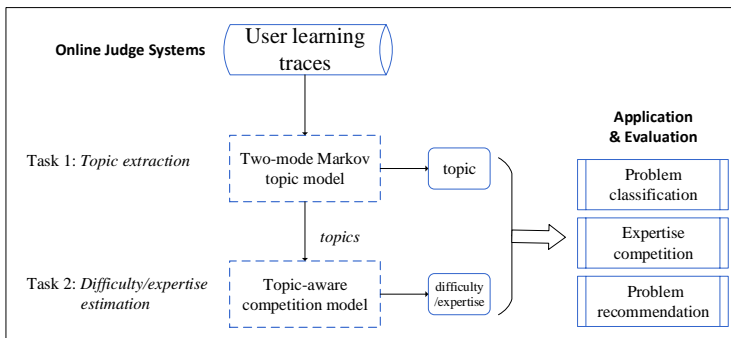 Online Judge Systems
User learning
traces
Task 1: Topic extraction
Two-mode Markov
topic model
topic
topics
Task 2: Difficulty/expertise
estimation
Topic-aware
competition model
difficulty
/expertise
Application
& Evaluation
Problem
classification
Expertise
competition
Problem
recommendation